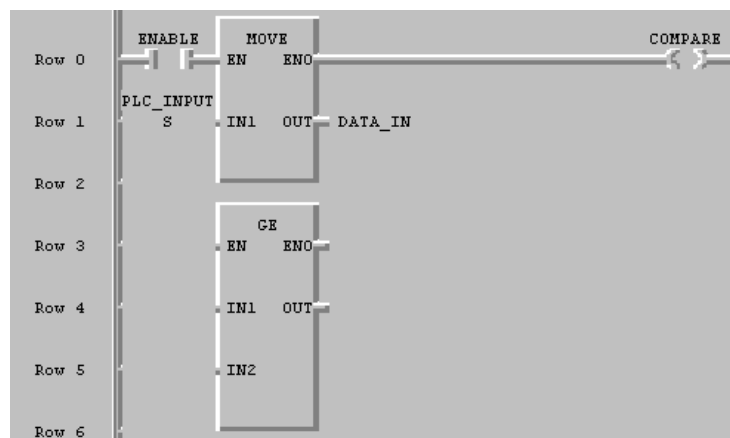 ENABLE MOVE COMPARE
Row 0 EN ENO
PLC_INPUT
Row 1 S IN1 OUT DATA_IN
Row 2
GE
Row 3 EN ENO
Row 4 IN1 OUT
Row 5 IN2
Row 6